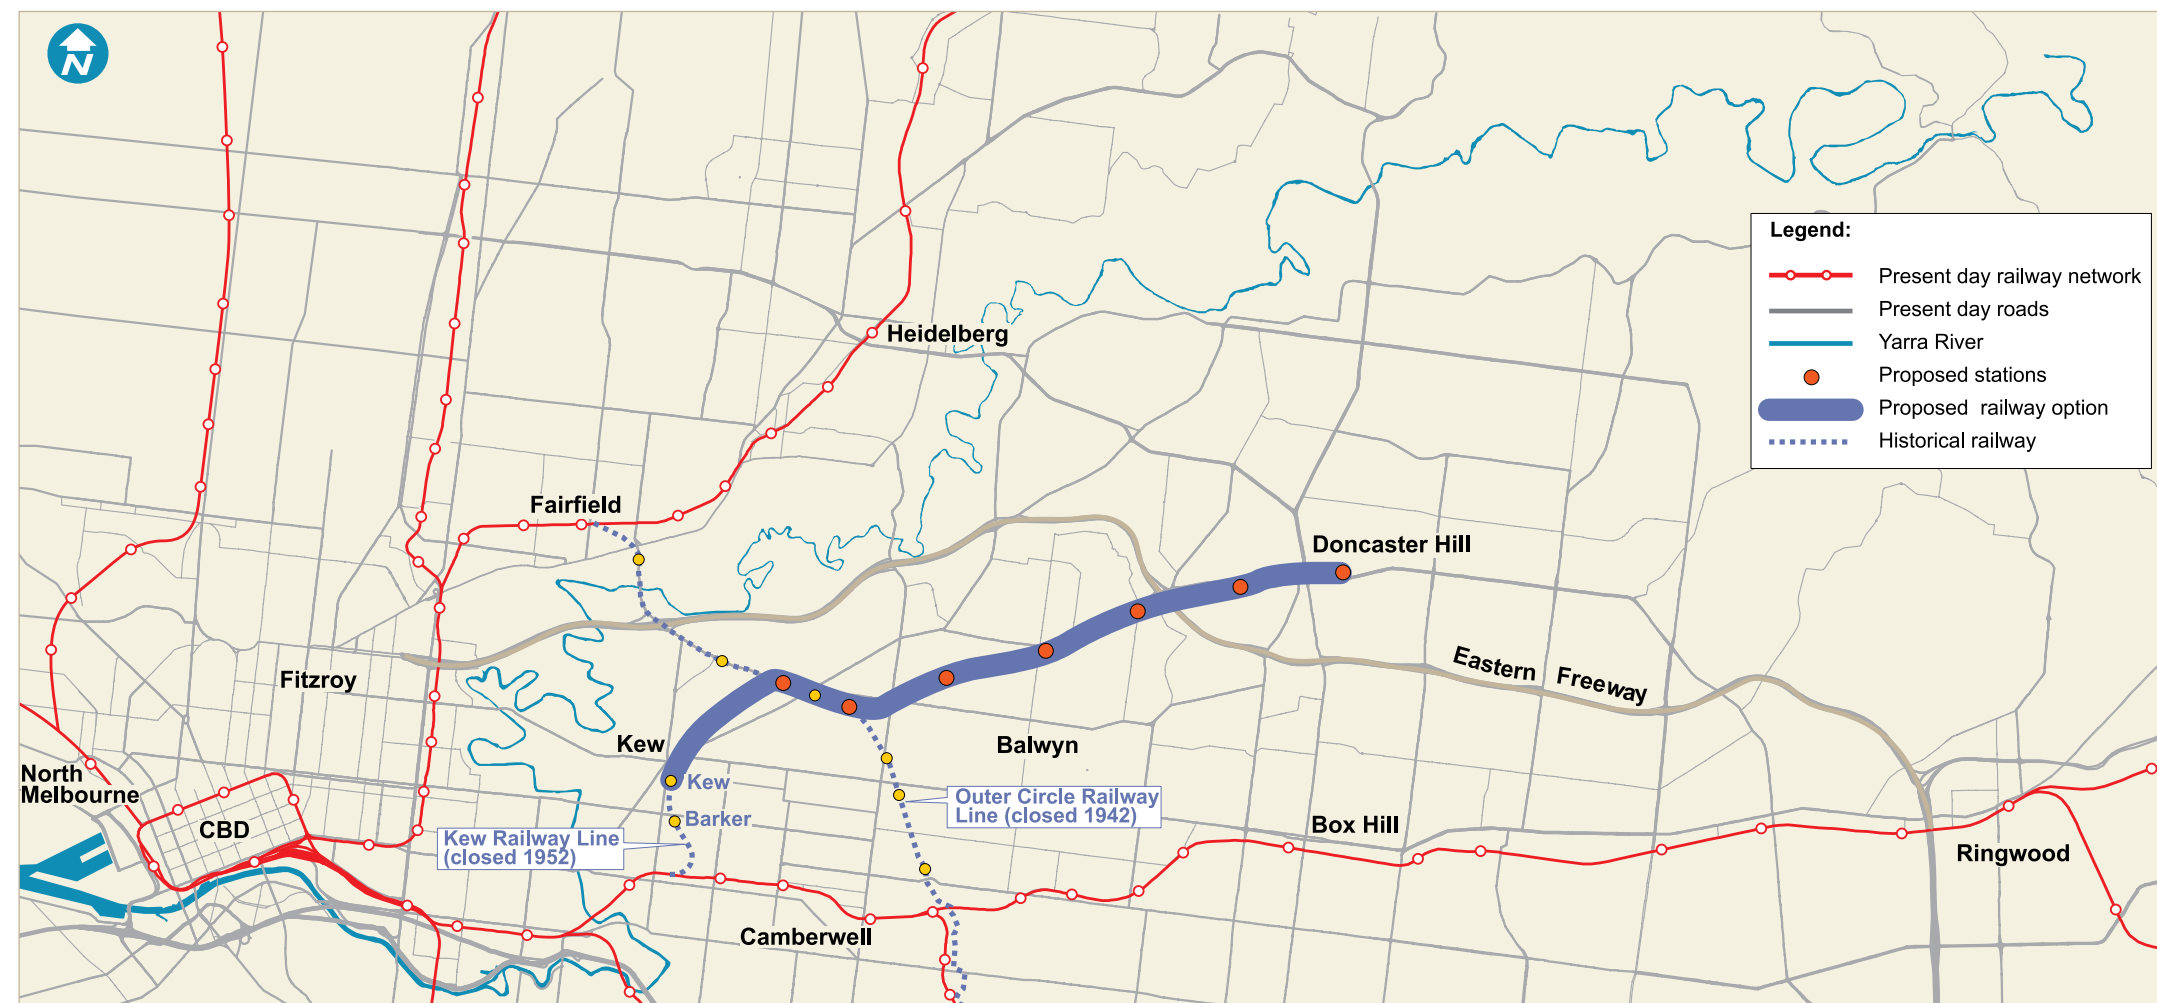 N
Legend:
Present day railway network
Present day roads
Yarra River
Proposed stations
Proposed railway option
Historical railway
Heidelberg
Fairfield
Doncaster Hill
Eastern Freeway
Fitzroy
Kew
Balwyn
North
Melbourne
Kew
Outer Circle Railway
Line (closed 1942)
Barker
CBD
Kew Railway Line
(closed 1952)
Box Hill
Ringwood
Camberwell